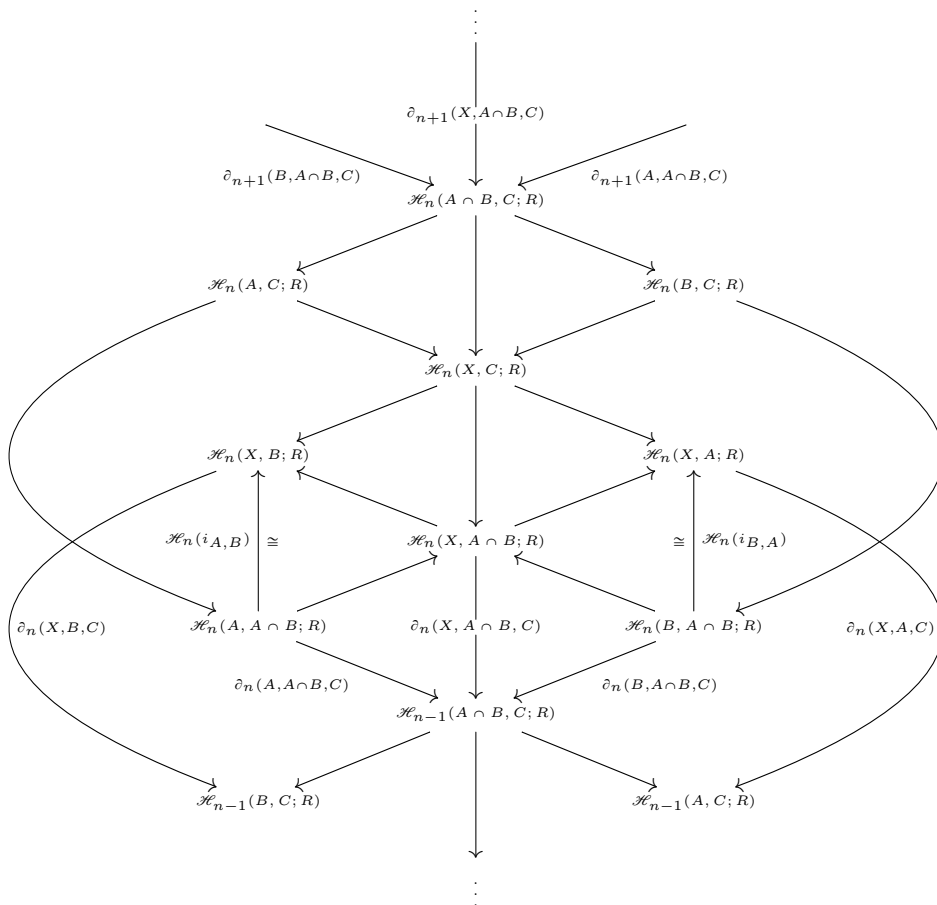 ⋮
∂_{n+1}(X,A∩B,C)
∂_{n+1}(B,A∩B,C)
∂_{n+1}(A,A∩B,C)
ℋ_n(A ∩ B, C; R)
ℋ_n(A, C; R)
ℋ_n(B, C; R)
ℋ_n(X, C; R)
ℋ_n(X, B; R)
ℋ_n(X, A; R)
ℋ_n(i_{A,B})
≅
ℋ_n(X, A ∩ B; R)
≅
ℋ_n(i_{B,A})
∂_n(X,B,C)
ℋ_n(A, A ∩ B; R)
∂_n(X, A ∩ B, C)
ℋ_n(B, A ∩ B; R)
∂_n(X,A,C)
∂_n(A,A∩B,C)
∂_n(B,A∩B,C)
ℋ_{n−1}(A ∩ B, C; R)
ℋ_{n−1}(B, C; R)
ℋ_{n−1}(A, C; R)
⋮